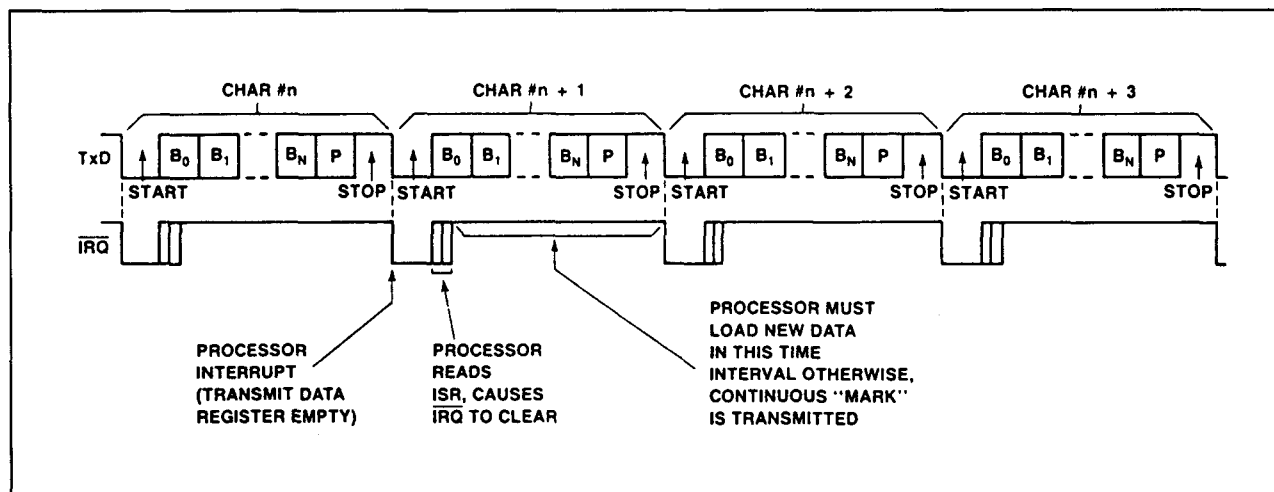 CHAR #n CHAR #n + 1 CHAR #n + 2 CHAR #n + 3
TxD B0 B1 BN P B0 B1 BN P B0 B1 BN P B0 B1 BN P
START STOP START STOP START STOP START STOP
IRQ
PROCESSOR
INTERRUPT
(TRANSMIT DATA
REGISTER EMPTY)
PROCESSOR
READS
ISR, CAUSES
IRQ TO CLEAR
PROCESSOR MUST
LOAD NEW DATA
IN THIS TIME
INTERVAL OTHERWISE,
CONTINUOUS "MARK"
IS TRANSMITTED